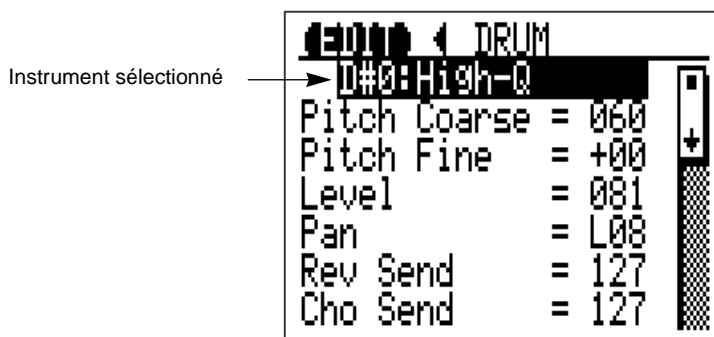 EDIT DRUM
Instrument sélectionné
D#0:High-Q
Pitch Coarse = 060
Pitch Fine = +00
Level = 081
Pan = L08
Rev Send = 127
Cho Send = 127